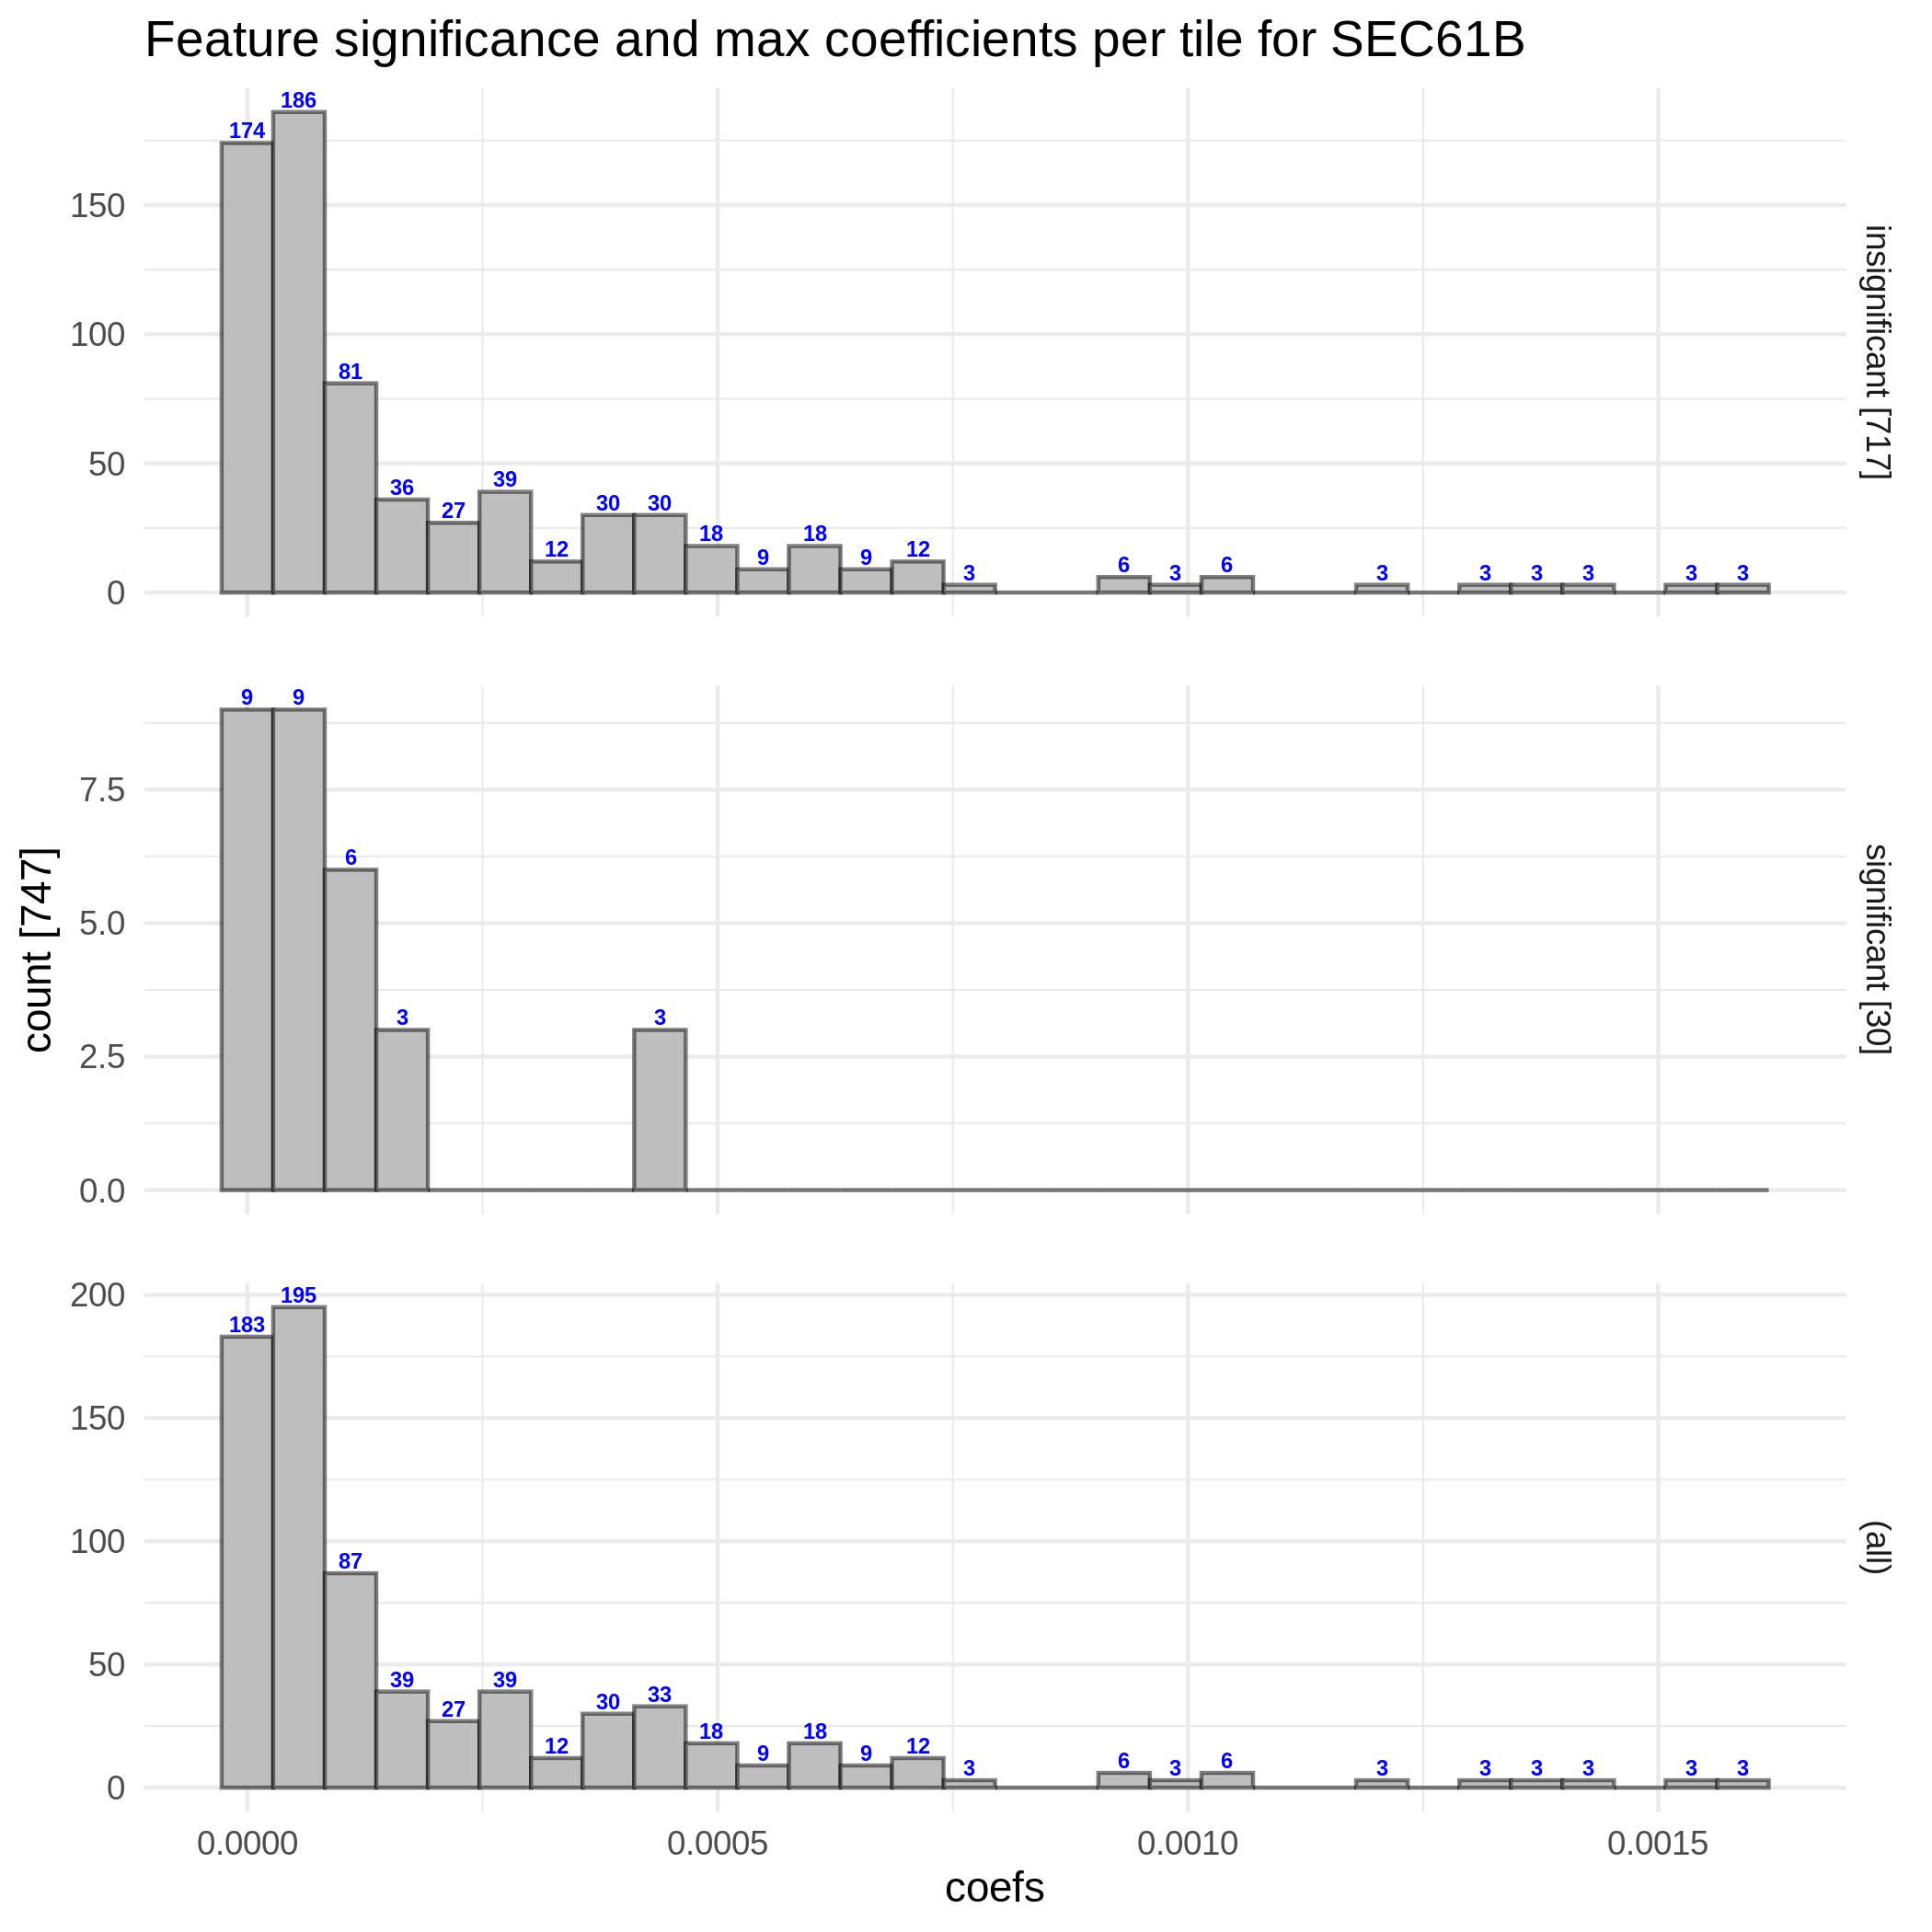 Feature significance and max coefficients per tile for SEC61B
174 186 81 36 27 39 12 30 30 18 9 18 9 12 3 6 3 6 3 3 3 3 3 3
150
100
50
0
insignificant [717]
9 9 6 3 3
7.5
5.0
2.5
0.0
significant [30]
count [747]
183 195 87 39 27 39 12 30 33 18 9 18 9 12 3 6 3 6 3 3 3 3 3 3
200
150
100
50
0
(all)
0.0000 0.0005 0.0010 0.0015
coefs